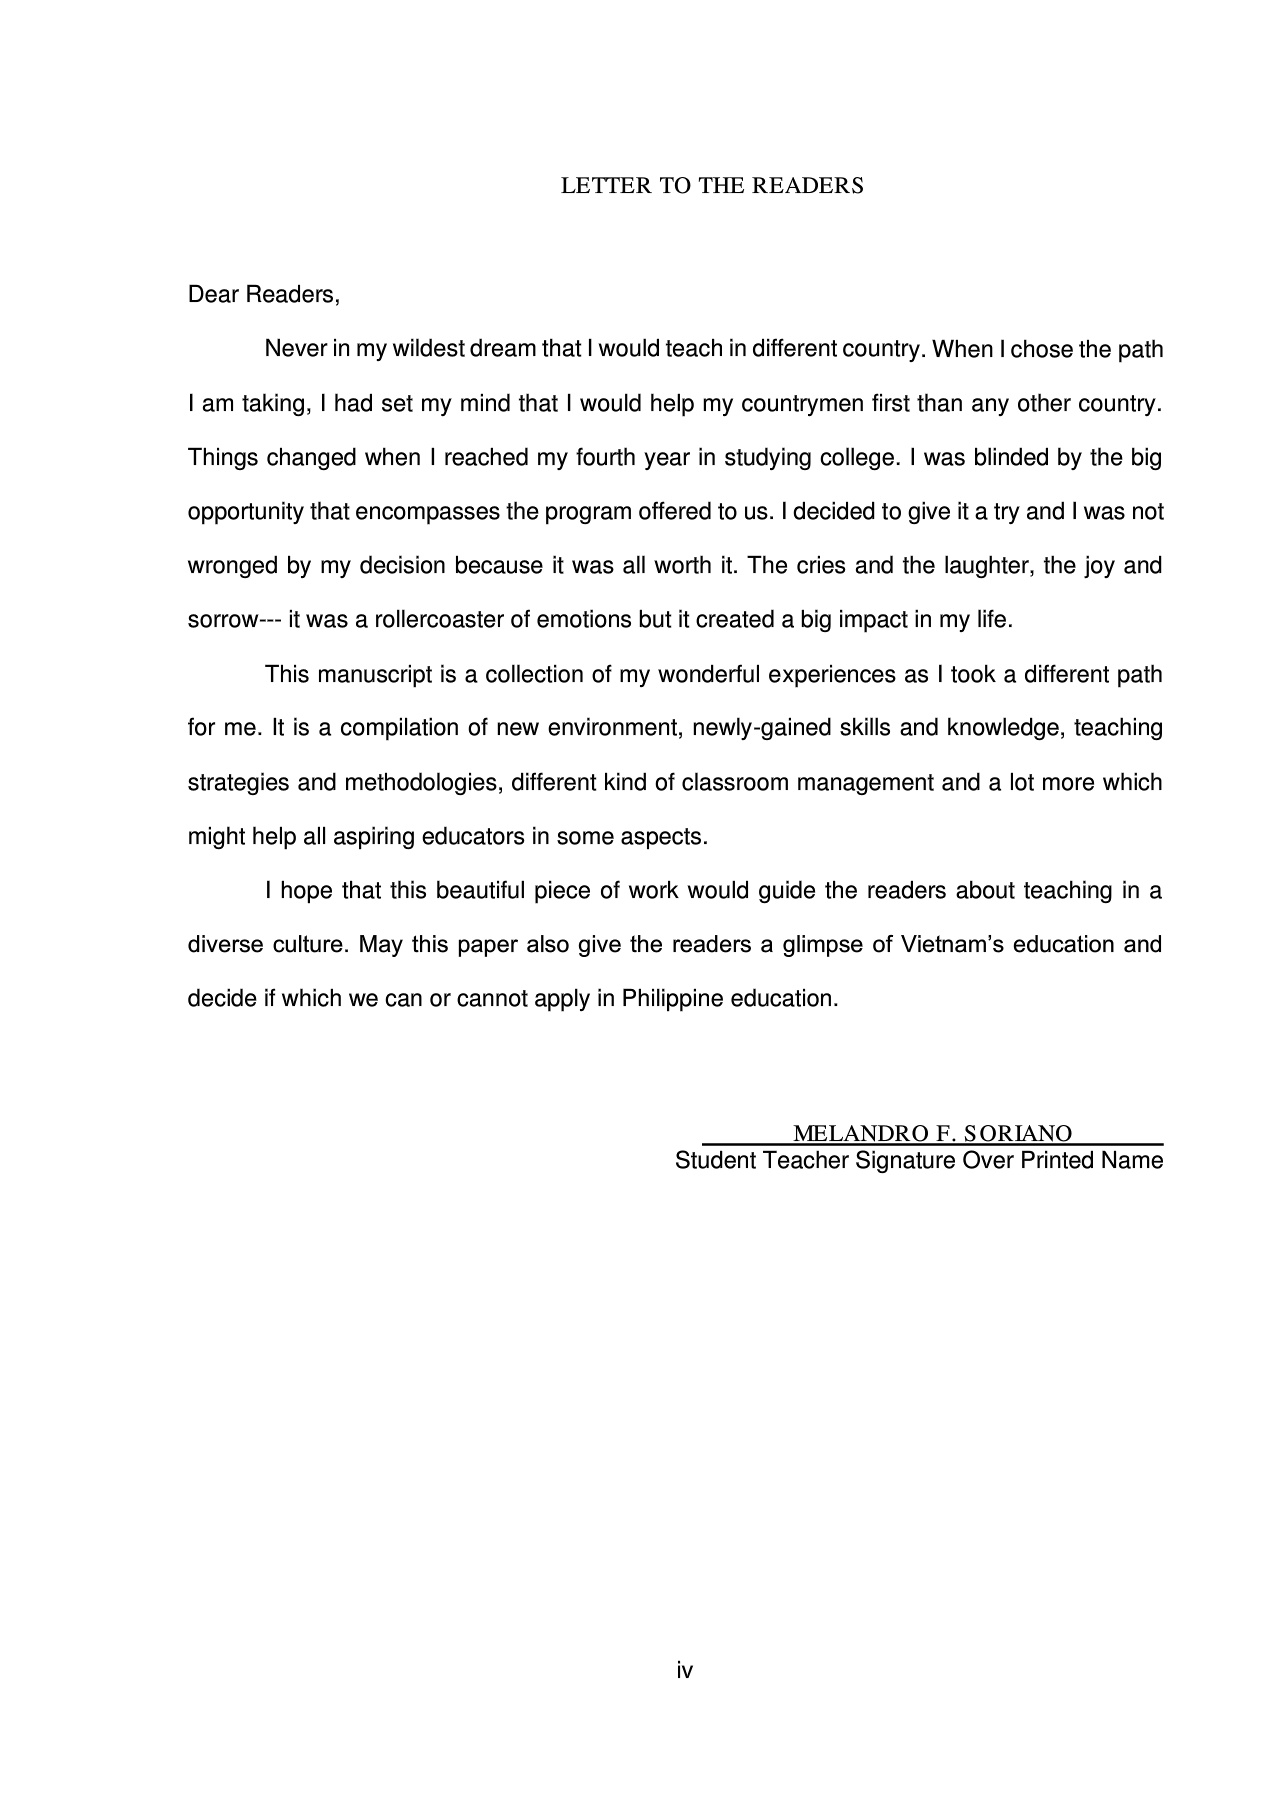 LETTER TO THE READERS
Dear Readers,
Never in my wildest dream that I would teach in different country. When I chose the path
I am taking, I had set my mind that I would help my countrymen first than any other country.
Things changed when I reached my fourth year in studying college. I was blinded by the big
opportunity that encompasses the program offered to us. I decided to give it a try and I was not
wronged by my decision because it was all worth it. The cries and the laughter, the joy and
sorrow--- it was a rollercoaster of emotions but it created a big impact in my life.
This manuscript is a collection of my wonderful experiences as I took a different path
for me. It is a compilation of new environment, newly-gained skills and knowledge, teaching
strategies and methodologies, different kind of classroom management and a lot more which
might help all aspiring educators in some aspects.
I hope that this beautiful piece of work would guide the readers about teaching in a
diverse culture. May this paper also give the readers a glimpse of Vietnam’s education and
decide if which we can or cannot apply in Philippine education.
MELANDRO F. SORIANO
Student Teacher Signature Over Printed Name
iv